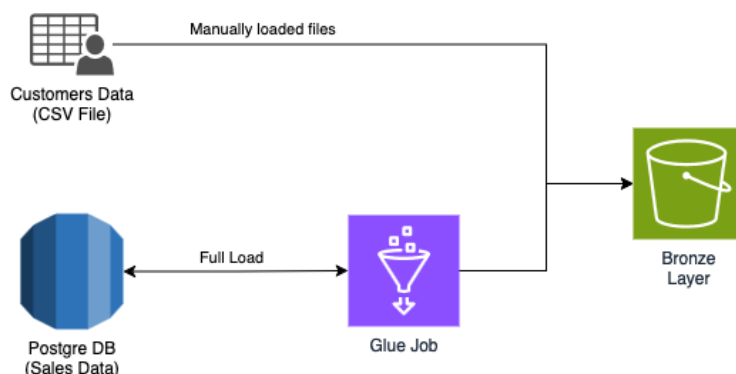 Manually loaded files
Customers Data
(CSV File)
Full Load
Bronze
Layer
Postgre DB
(Sales Data)
Glue Job